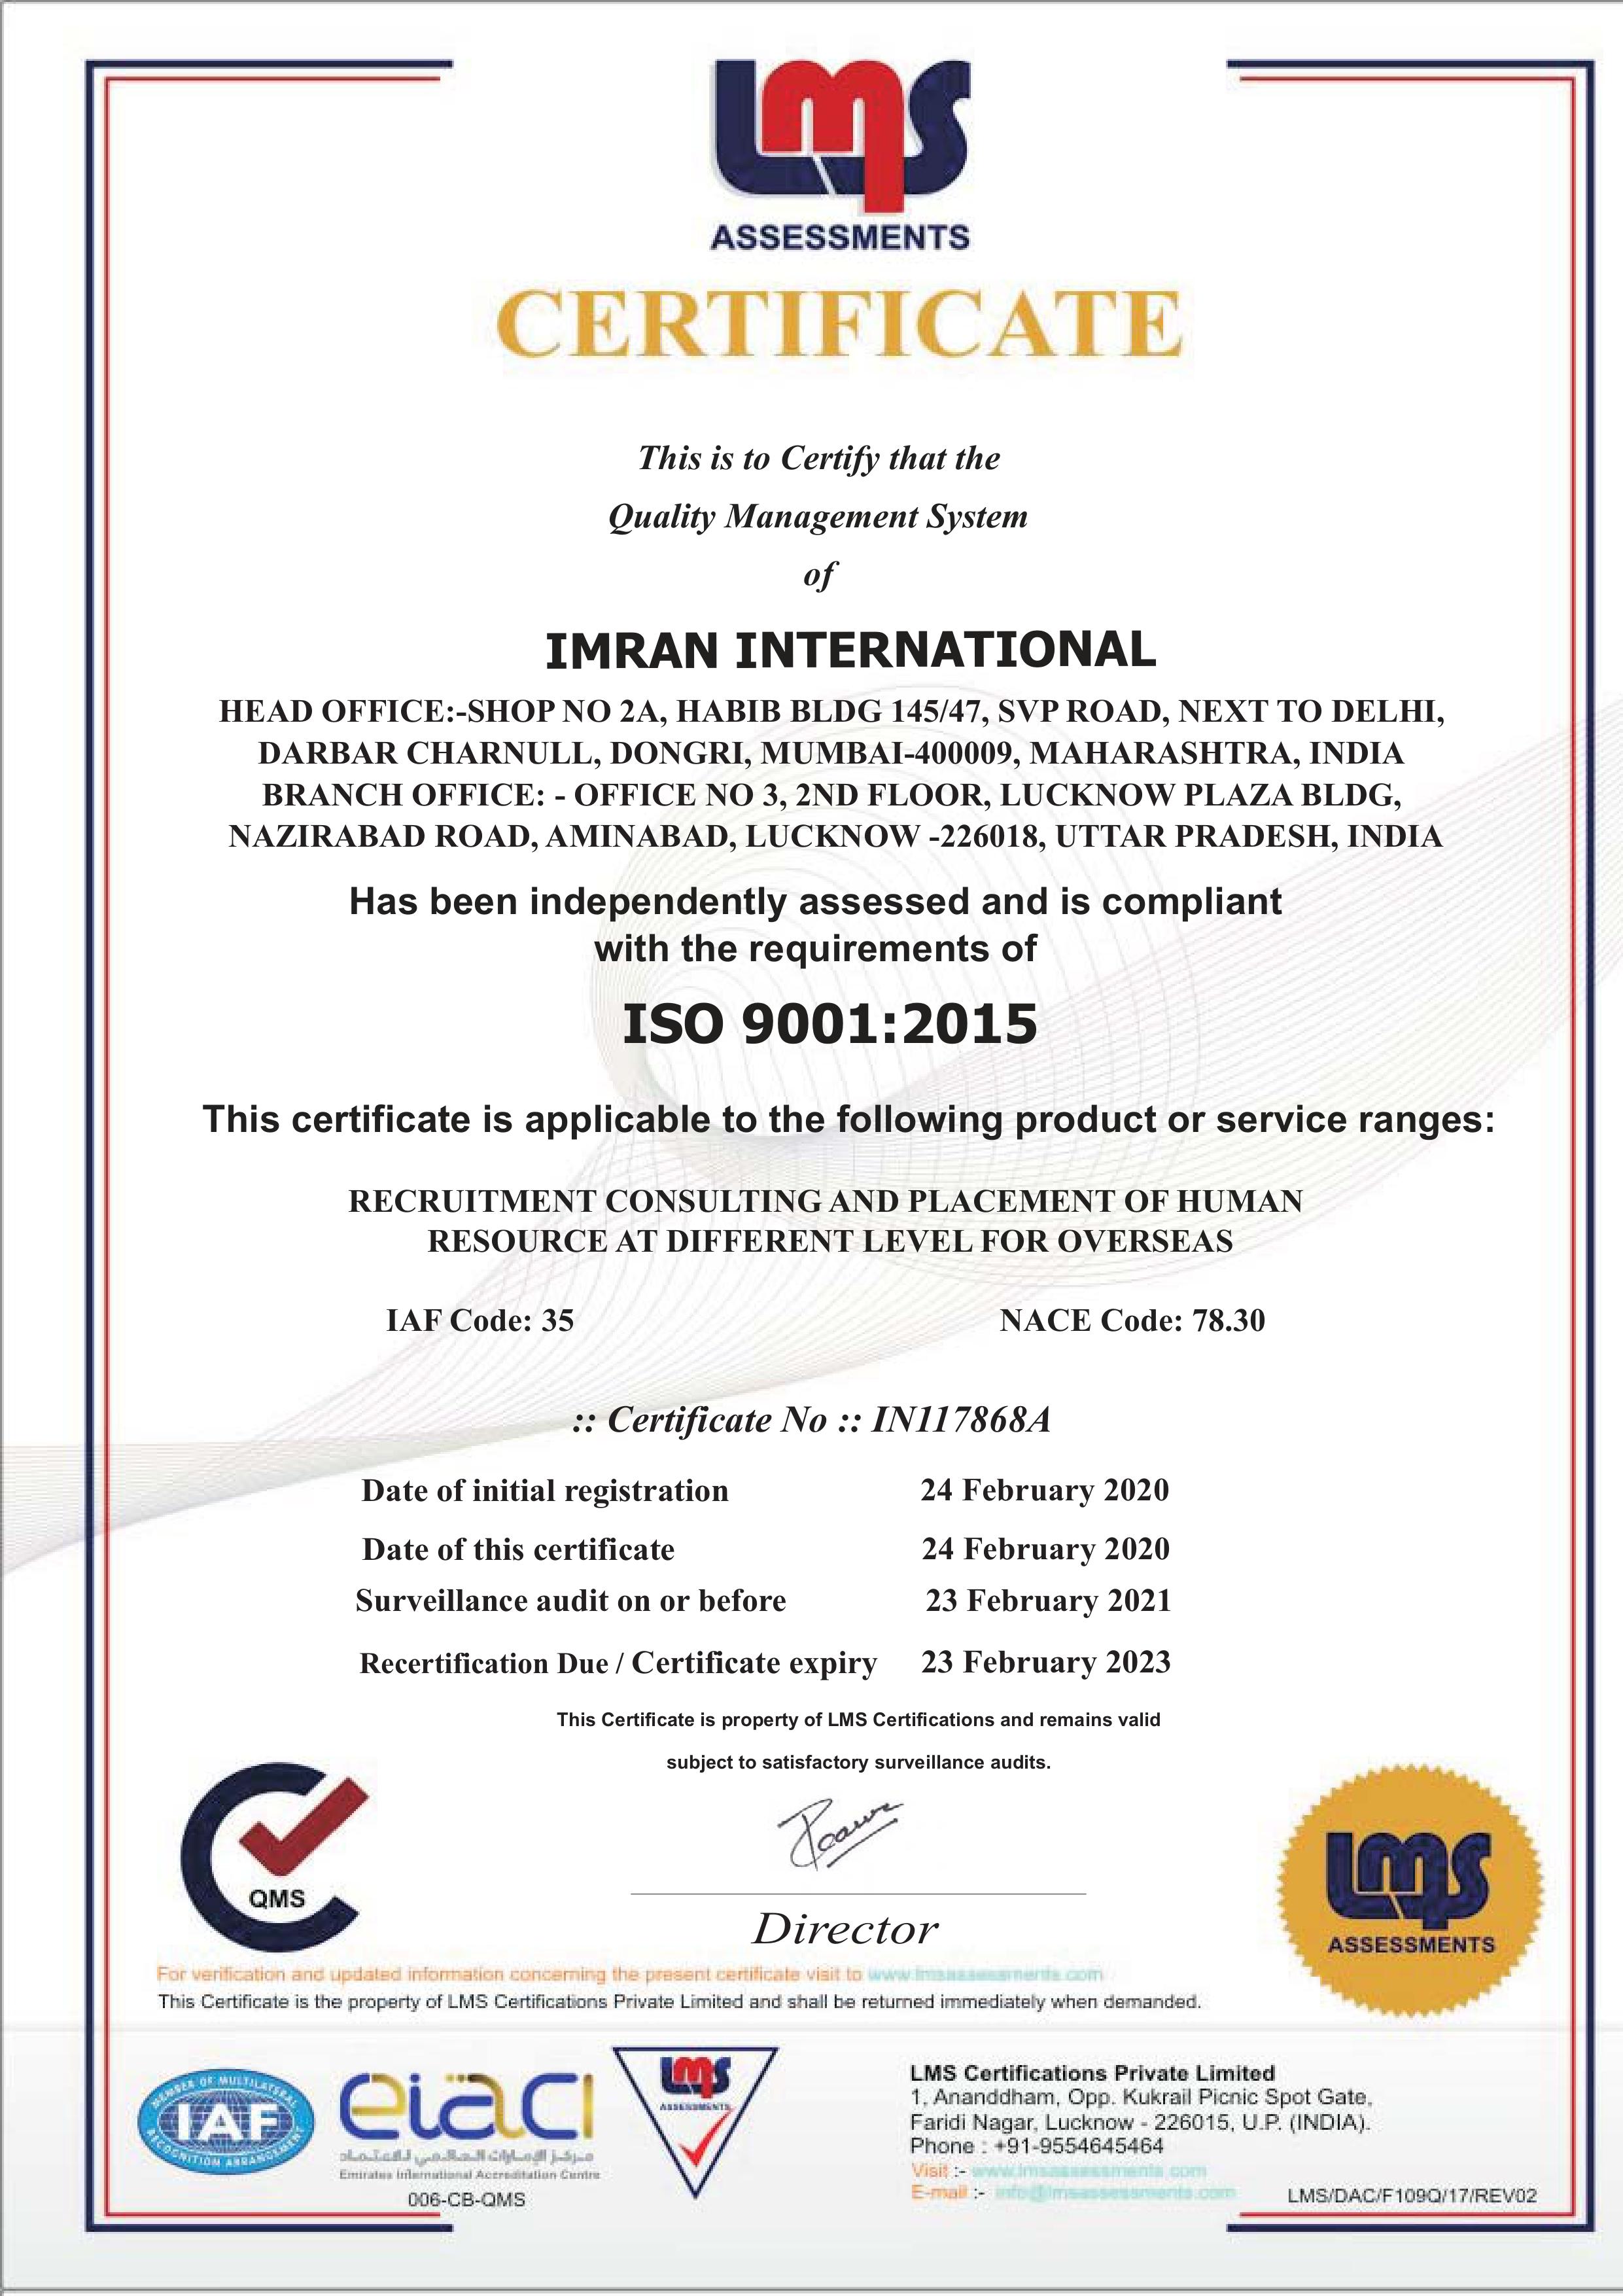 LMS
ASSESSMENTS
CERTIFICATE
This is to Certify that the
Quality Management System
of
IMRAN INTERNATIONAL
HEAD OFFICE:-SHOP NO 2A, HABIB BLDG 145/47, SVP ROAD, NEXT TO DELHI,
DARBAR CHARNULL, DONGRI, MUMBAI-400009, MAHARASHTRA, INDIA
BRANCH OFFICE: - OFFICE NO 3, 2ND FLOOR, LUCKNOW PLAZA BLDG,
NAZIRABAD ROAD, AMINABAD, LUCKNOW -226018, UTTAR PRADESH, INDIA
Has been independently assessed and is compliant
with the requirements of
ISO 9001:2015
This certificate is applicable to the following product or service ranges:
RECRUITMENT CONSULTING AND PLACEMENT OF HUMAN
RESOURCE AT DIFFERENT LEVEL FOR OVERSEAS
IAF Code: 35 NACE Code: 78.30
:: Certificate No :: IN117868A
Date of initial registration 24 February 2020
Date of this certificate 24 February 2020
Surveillance audit on or before 23 February 2021
Recertification Due / Certificate expiry 23 February 2023
This Certificate is property of LMS Certifications and remains valid
subject to satisfactory surveillance audits.
QMS
Director
LMS
ASSESSMENTS
For verification and updated information concerning the present certificate visit to www.lmsassessments.com
This Certificate is the property of LMS Certifications Private Limited and shall be returned immediately when demanded.
MEMBER OF MULTILATERAL
IAF
RECOGNITION ARRANGEMENT
eiaci
مركز الإمارات العالمي للاعتماد
Emirates International Accreditation Centre
006-CB-QMS
LMS
ASSESSMENTS
LMS Certifications Private Limited
1, Ananddham, Opp. Kukrail Picnic Spot Gate,
Faridi Nagar, Lucknow - 226015, U.P. (INDIA).
Phone : +91-9554645464
Visit :- www.lmsassessments.com
E-mail :- info@lmsassessments.com
LMS/DAC/F109Q/17/REV02